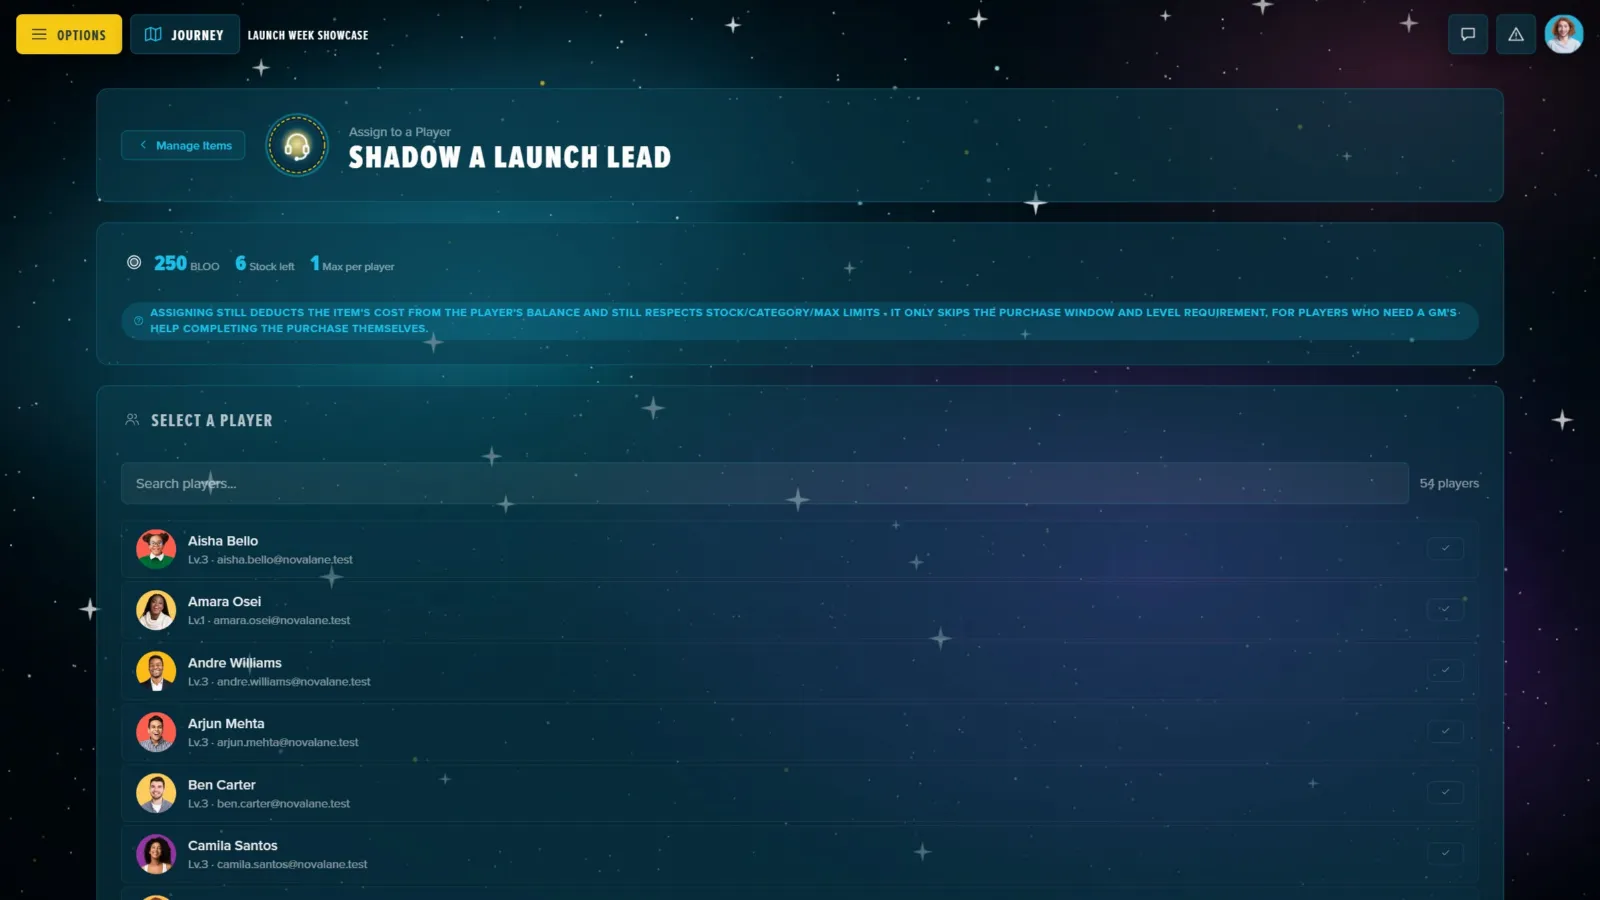 OPTIONS
JOURNEY
LAUNCH WEEK SHOWCASE
Manage Items
Assign to a Player
SHADOW A LAUNCH LEAD
250 BLOO 6 Stock left 1 Max per player
ASSIGNING STILL DEDUCTS THE ITEM'S COST FROM THE PLAYER'S BALANCE AND STILL RESPECTS STOCK/CATEGORY/MAX LIMITS - IT ONLY SKIPS THE PURCHASE WINDOW AND LEVEL REQUIREMENT, FOR PLAYERS WHO NEED A GM'S
HELP COMPLETING THE PURCHASE THEMSELVES.
SELECT A PLAYER
Search players...
54 players
Aisha Bello
Lv.3 · aisha.bello@novalane.test
Amara Osei
Lv.1 · amara.osei@novalane.test
Andre Williams
Lv.3 · andre.williams@novalane.test
Arjun Mehta
Lv.3 · arjun.mehta@novalane.test
Ben Carter
Lv.3 · ben.carter@novalane.test
Camila Santos
Lv.3 · camila.santos@novalane.test